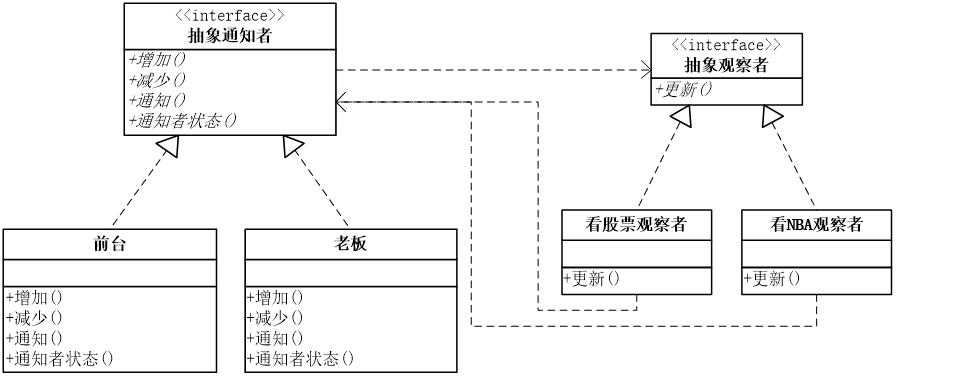 <<interface>>
抽象通知者
+增加()
+减少()
+通知()
+通知者状态()
<<interface>>
抽象观察者
+更新()
前台
+增加()
+减少()
+通知()
+通知者状态()
老板
+增加()
+减少()
+通知()
+通知者状态()
看股票观察者
+更新()
看NBA观察者
+更新()